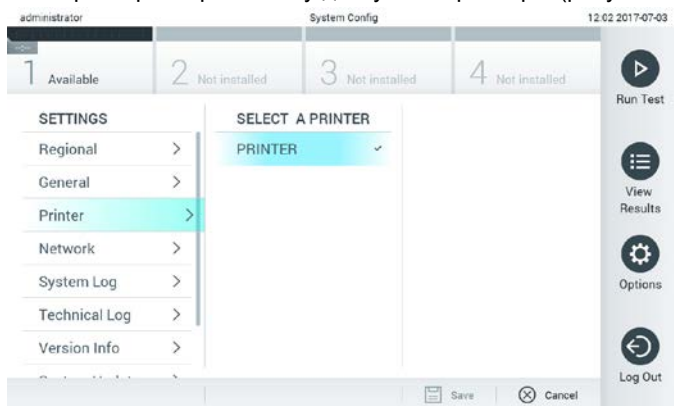 administrator System Config 12:02 2017-07-03
1 Available 2 Not installed 3 Not installed 4 Not installed
Run Test
SETTINGS SELECT A PRINTER
Regional PRINTER
General
View Results
Printer
Network
System Log
Options
Technical Log
Version Info
Log Out
Save Cancel